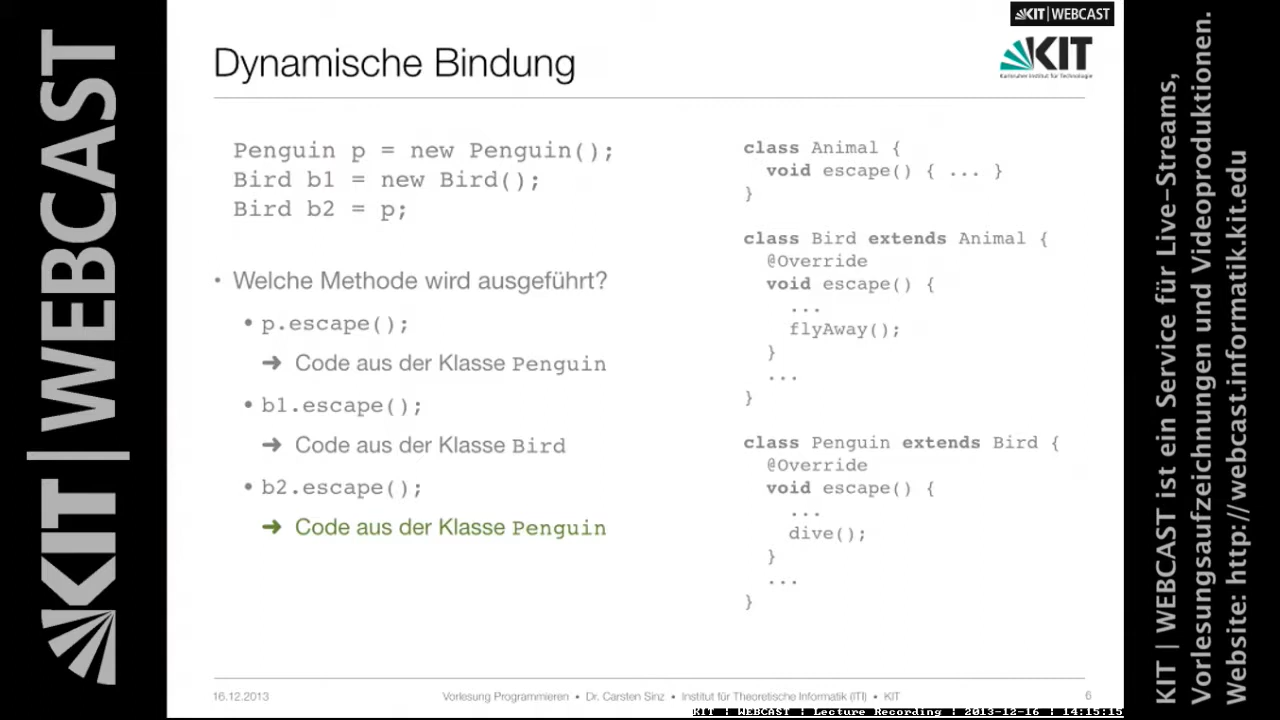 KIT | WEBCAST
KIT | WEBCAST
Dynamische Bindung
KIT
Karlsruher Institut für Technologie
Penguin p = new Penguin();
Bird b1 = new Bird();
Bird b2 = p;
• Welche Methode wird ausgeführt?
• p.escape();
➜ Code aus der Klasse Penguin
• b1.escape();
➜ Code aus der Klasse Bird
• b2.escape();
➜ Code aus der Klasse Penguin
class Animal {
void escape() { ... }
}
class Bird extends Animal {
@Override
void escape() {
...
flyAway();
}
...
}
class Penguin extends Bird {
@Override
void escape() {
...
dive();
}
...
}
16.12.2013
Vorlesung Programmieren • Dr. Carsten Sinz • Institut für Theoretische Informatik (ITI) • KIT
6
KIT : WEBCAST : Lecture Recording : 2013-12-16 : 14:15:15
KIT | WEBCAST ist ein Service für Live-Streams,
Vorlesungsaufzeichnungen und Videoproduktionen.
Website: http://webcast.informatik.kit.edu